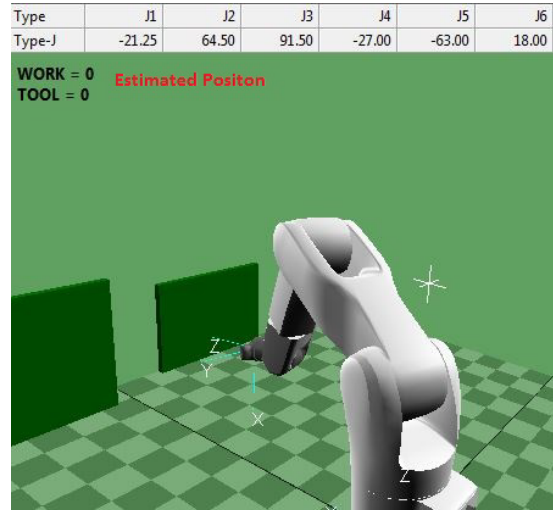 Type J1 J2 J3 J4 J5 J6
Type-J -21.25 64.50 91.50 -27.00 -63.00 18.00
WORK = 0
Estimated Positon
TOOL = 0
Z
Y
X
Z